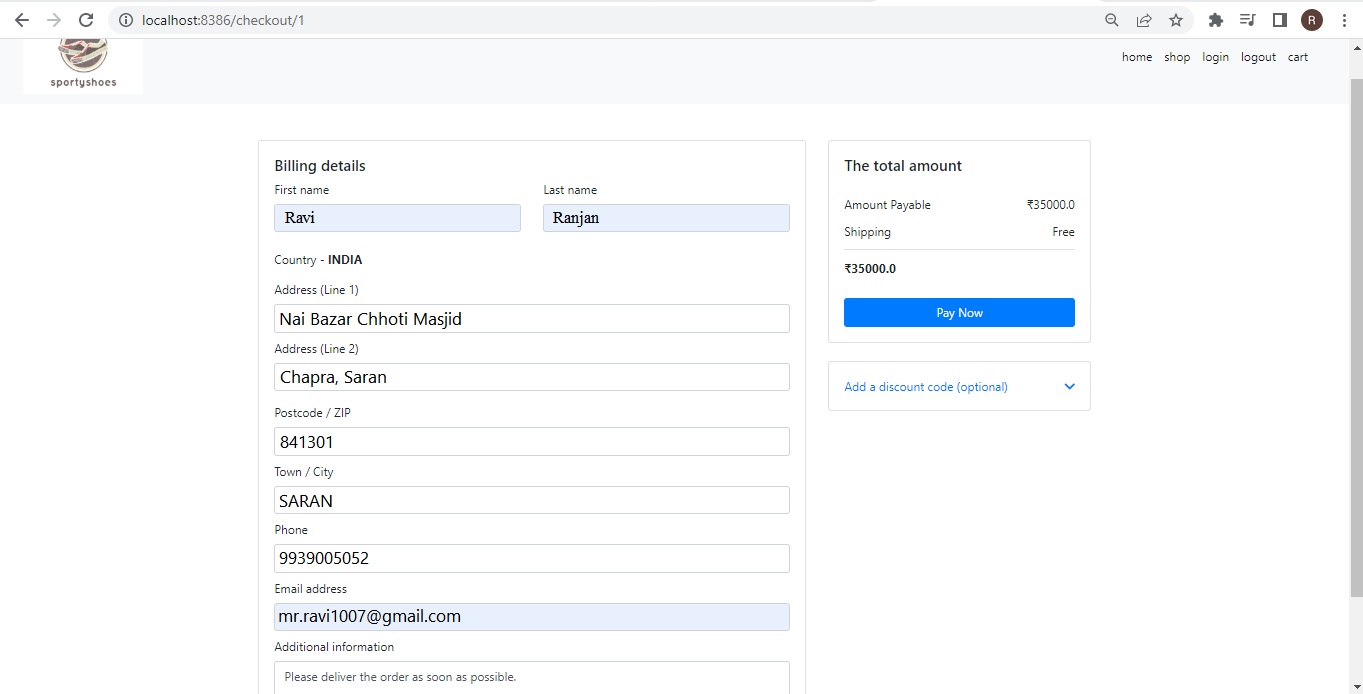 localhost:8386/checkout/1
R
sportyshoes
home shop login logout cart
Billing details
First name Last name
Ravi Ranjan
Country - INDIA
Address (Line 1)
Nai Bazar Chhoti Masjid
Address (Line 2)
Chapra, Saran
Postcode / ZIP
841301
Town / City
SARAN
Phone
9939005052
Email address
mr.ravi1007@gmail.com
Additional information
Please deliver the order as soon as possible.
The total amount
Amount Payable ₹35000.0
Shipping Free
₹35000.0
Pay Now
Add a discount code (optional)